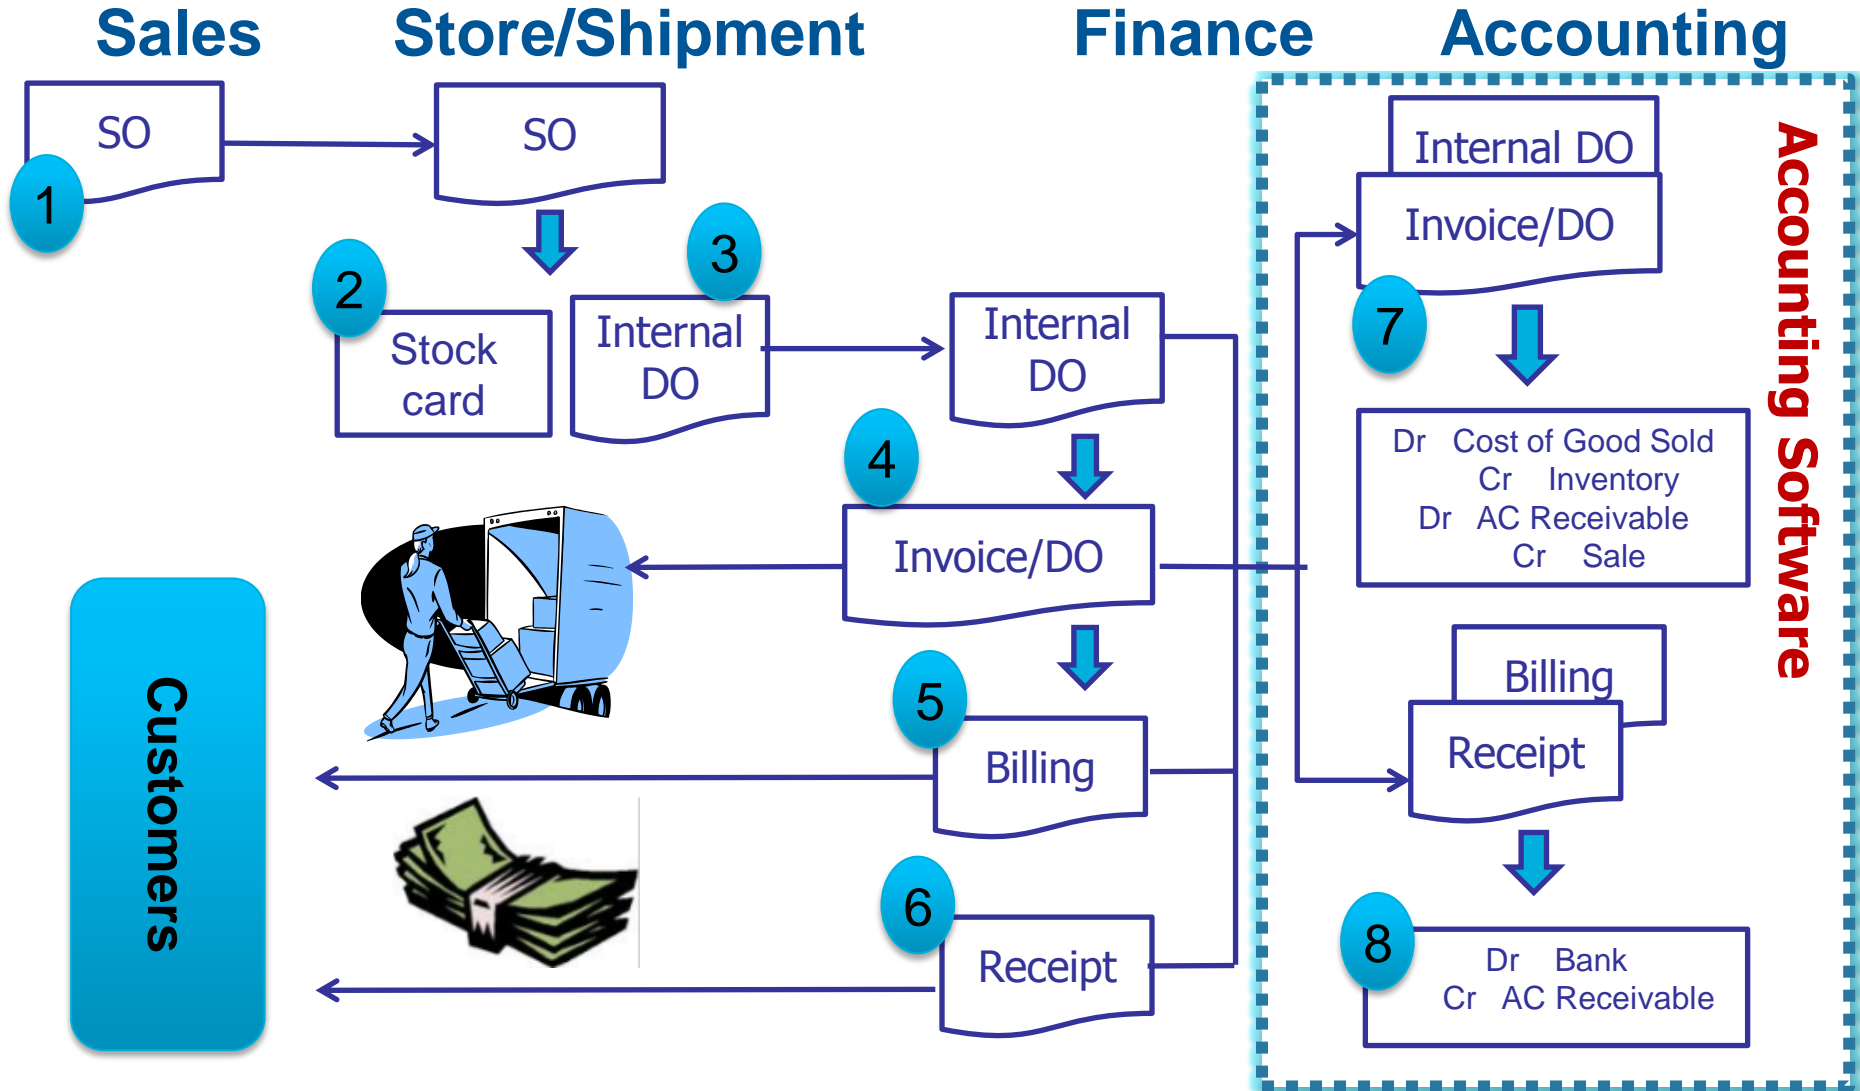 Sales
Store/Shipment
Finance
Accounting
SO
1
SO
2
Stock
card
3
Internal
DO
Internal
DO
4
Invoice/DO
5
Billing
6
Receipt
Customers
Internal DO
Invoice/DO
7
Dr Cost of Good Sold
Cr Inventory
Dr AC Receivable
Cr Sale
Billing
Receipt
8
Dr Bank
Cr AC Receivable
Accounting Software